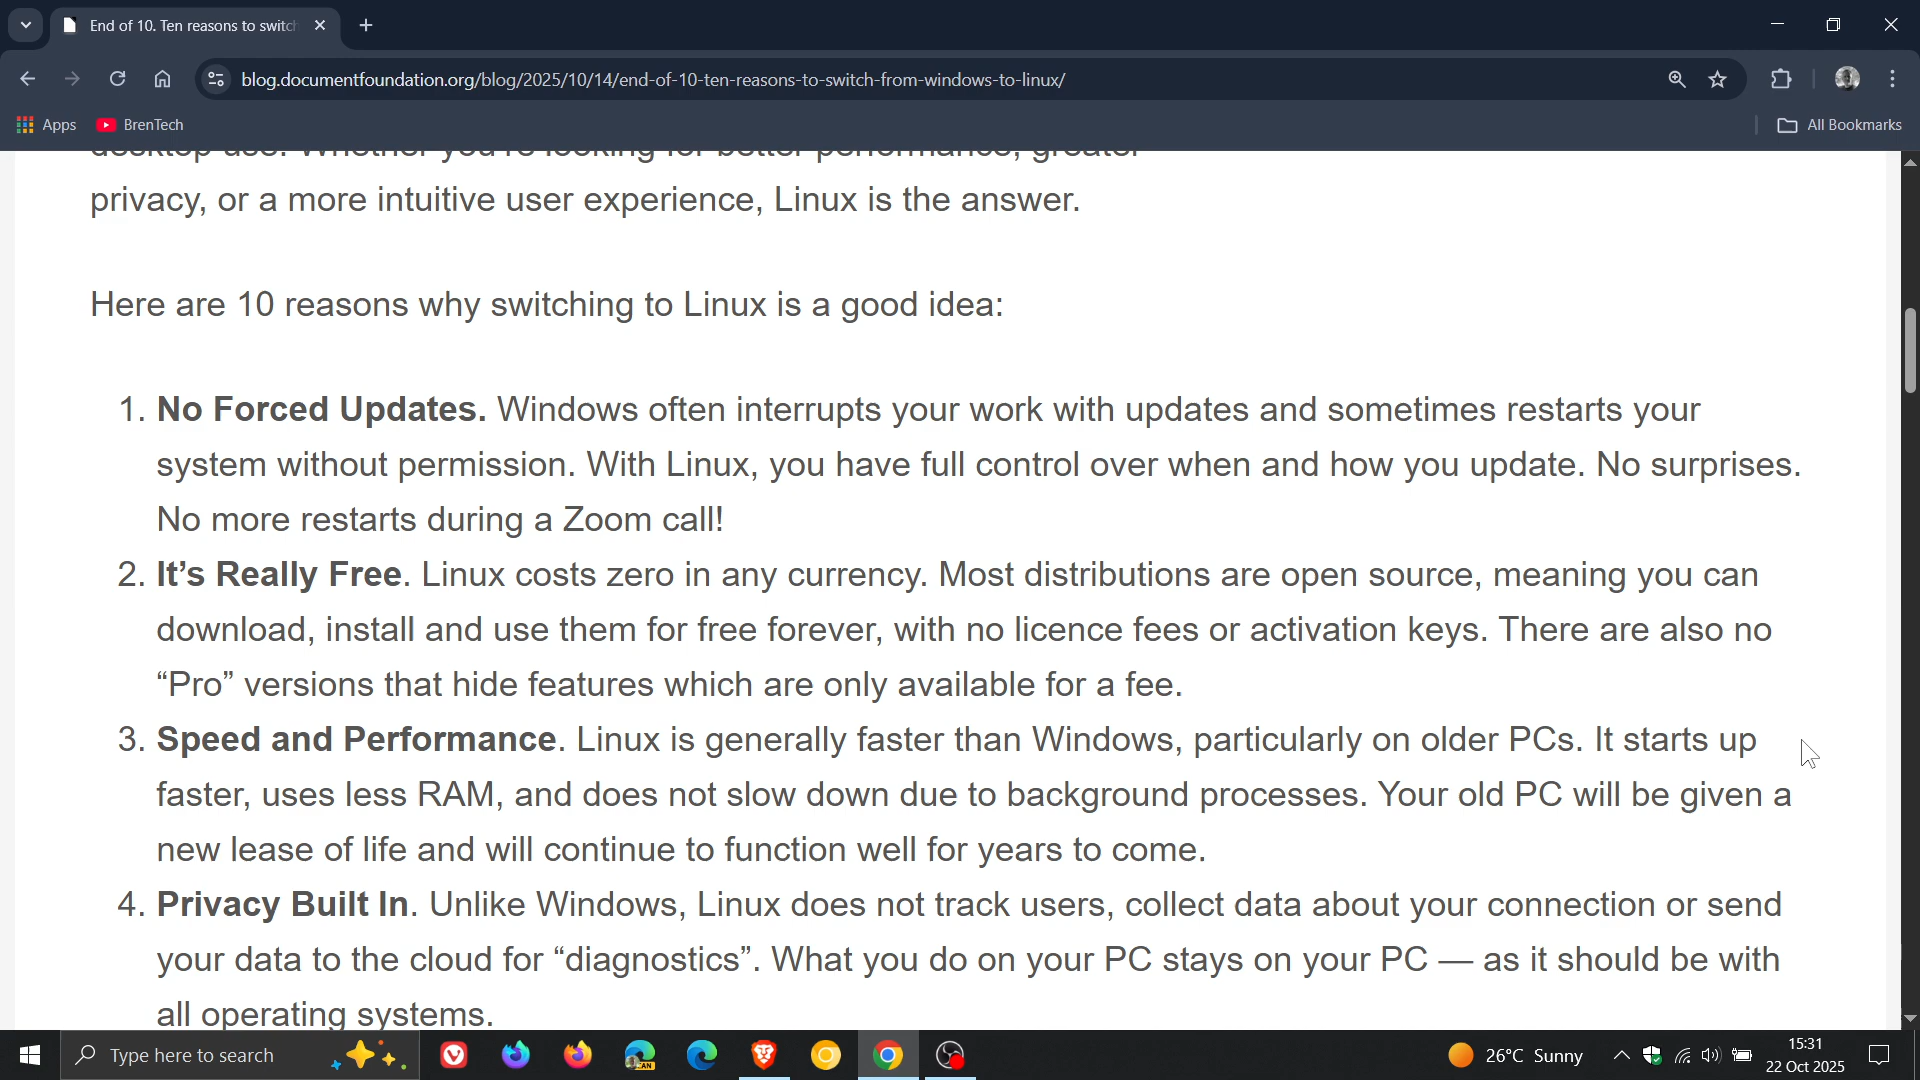 End of 10. Ten reasons to switch
blog.documentfoundation.org/blog/2025/10/14/end-of-10-ten-reasons-to-switch-from-windows-to-linux/
Apps
BrenTech
All Bookmarks
desktop use. Whether you're looking for better performance, greater
privacy, or a more intuitive user experience, Linux is the answer.
Here are 10 reasons why switching to Linux is a good idea:
1. No Forced Updates. Windows often interrupts your work with updates and sometimes restarts your
system without permission. With Linux, you have full control over when and how you update. No surprises.
No more restarts during a Zoom call!
2. It’s Really Free. Linux costs zero in any currency. Most distributions are open source, meaning you can
download, install and use them for free forever, with no licence fees or activation keys. There are also no
“Pro” versions that hide features which are only available for a fee.
3. Speed and Performance. Linux is generally faster than Windows, particularly on older PCs. It starts up
faster, uses less RAM, and does not slow down due to background processes. Your old PC will be given a
new lease of life and will continue to function well for years to come.
4. Privacy Built In. Unlike Windows, Linux does not track users, collect data about your connection or send
your data to the cloud for “diagnostics”. What you do on your PC stays on your PC — as it should be with
all operating systems.
Type here to search
CAN
26°C Sunny
15:31
22 Oct 2025